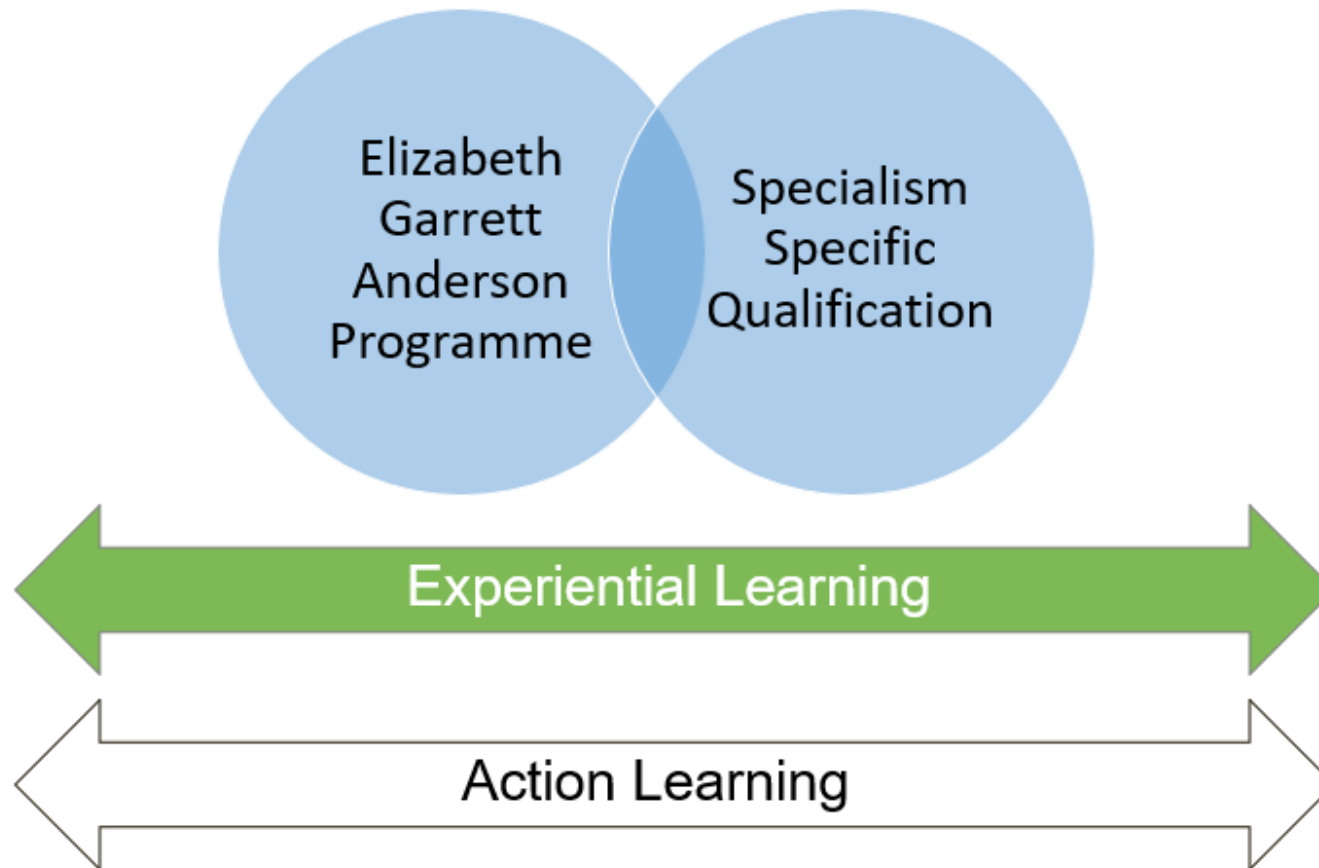 Elizabeth
Garrett
Anderson
Programme
Specialism
Specific
Qualification
Experiential Learning
Action Learning